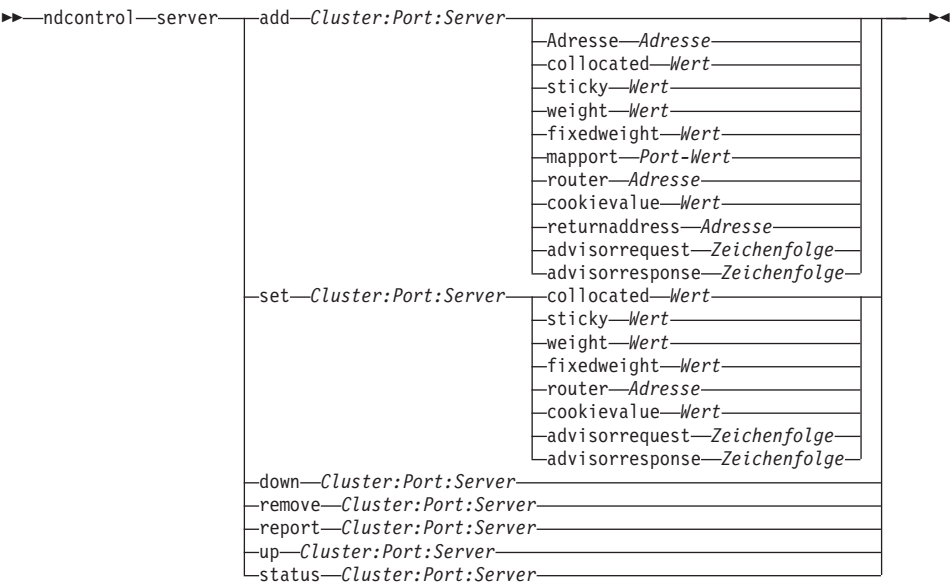 ndcontrol server add Cluster:Port:Server
Adresse Adresse
collocated Wert
sticky Wert
weight Wert
fixedweight Wert
mapport Port-Wert
router Adresse
cookievalue Wert
returnaddress Adresse
advisorrequest Zeichenfolge
advisorresponse Zeichenfolge
set Cluster:Port:Server collocated Wert
sticky Wert
weight Wert
fixedweight Wert
router Adresse
cookievalue Wert
advisorrequest Zeichenfolge
advisorresponse Zeichenfolge
down Cluster:Port:Server
remove Cluster:Port:Server
report Cluster:Port:Server
up Cluster:Port:Server
status Cluster:Port:Server